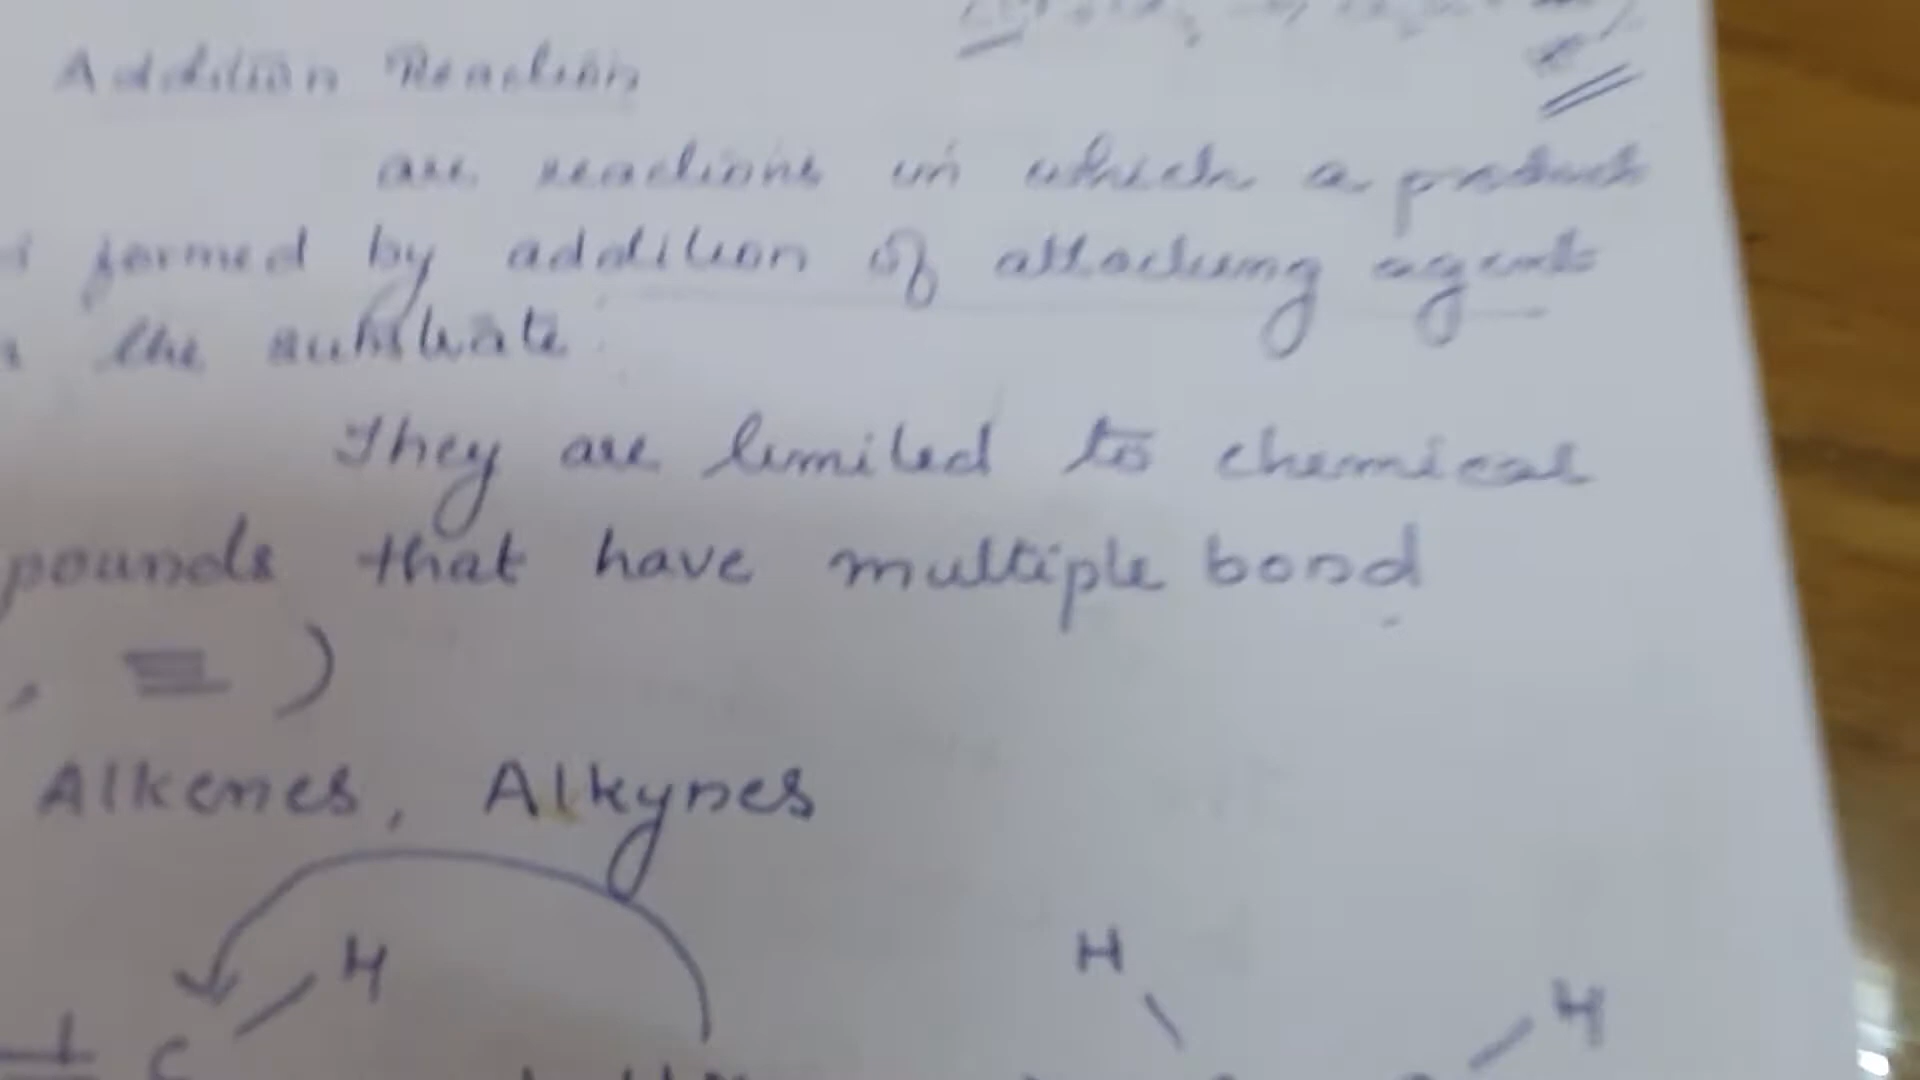 Addition Reaction
are reactions in which a product
formed by addition of attacking agents
the substrate.
They are limited to chemical
pounds that have multiple bond
, ≡ )
Alkenes, Alkynes
H
H
H
C